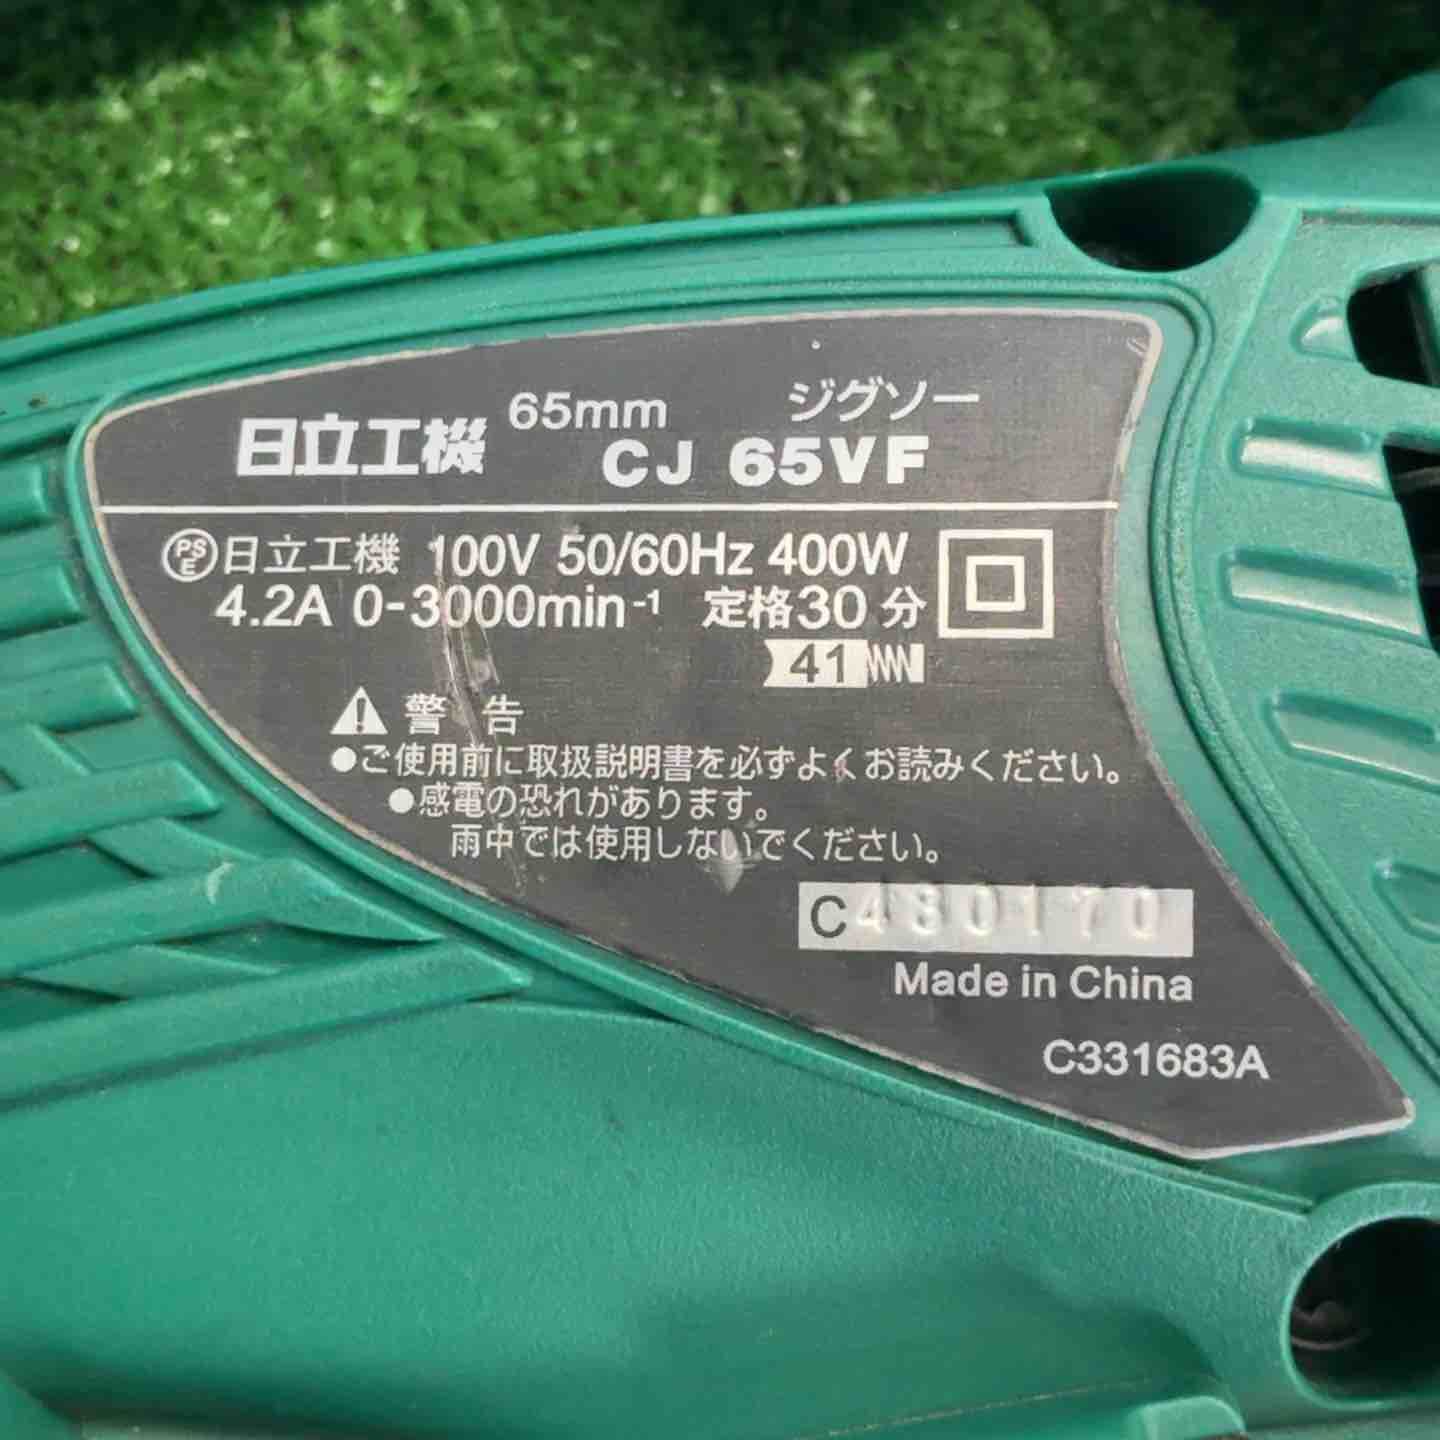 65mm ジグソー
日立工機 CJ 65VF
PSE 日立工機 100V 50/60Hz 400W
4.2A 0-3000min⁻¹ 定格30分
41
警告
●ご使用前に取扱説明書を必ずよくお読みください。
●感電の恐れがあります。
雨中では使用しないでください。
C430170
Made in China
C331683A